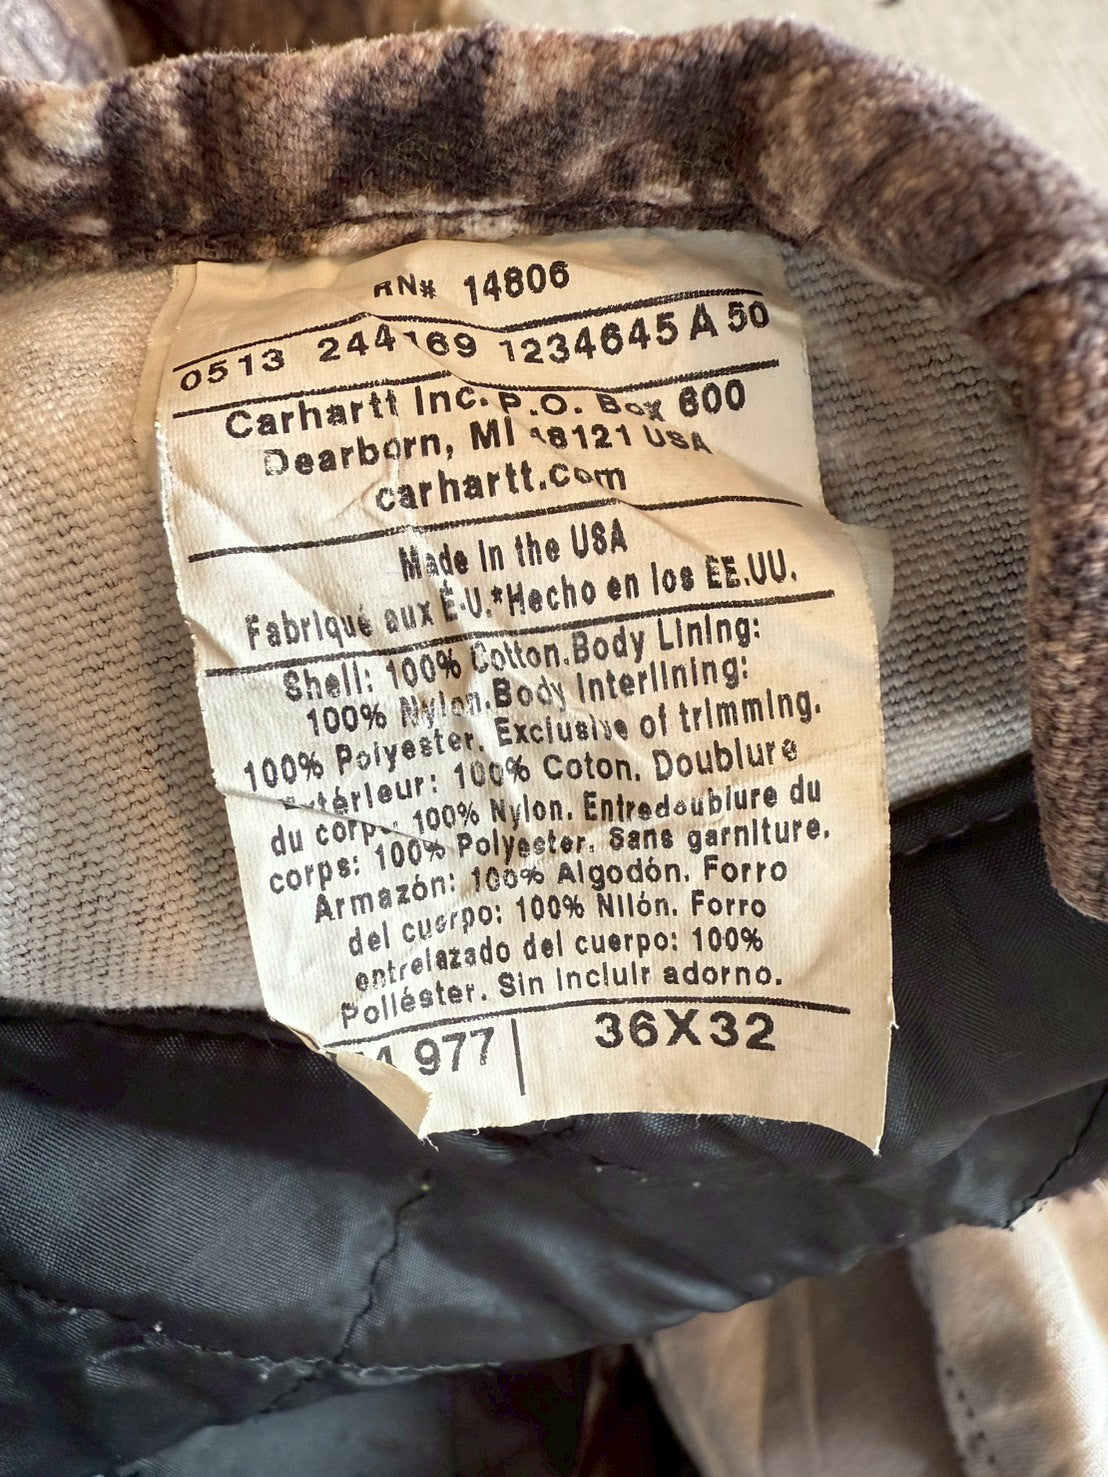 RN# 14806
0513 244169 1234645 A 50
Carhartt Inc. P.O. Box 600
Dearborn, MI 48121 USA
carhartt.com
Made In the USA
Fabriqué aux É.U.*Hecho en los EE.UU.
Shell: 100% Cotton.Body Lining:
100% Nylon.Body Interlining:
100% Polyester. Exclusive of trimming.
Extérieur: 100% Coton. Doublure
du corps: 100% Nylon. Entredoublure du
corps: 100% Polyester. Sans garniture.
Armazón: 100% Algodón. Forro
del cuerpo: 100% Nilón. Forro
entrelazado del cuerpo: 100%
Poliéster. Sin incluir adorno.
977 36X32